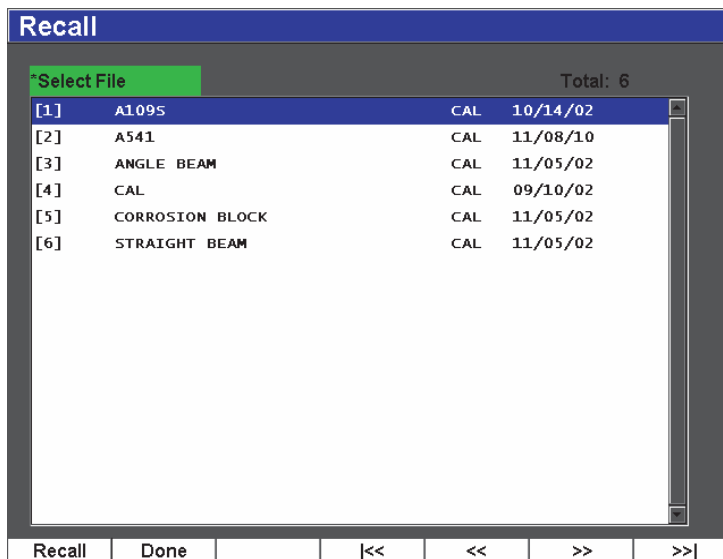 Recall
*Select File Total: 6
[1] A109S CAL 10/14/02
[2] A541 CAL 11/08/10
[3] ANGLE BEAM CAL 11/05/02
[4] CAL CAL 09/10/02
[5] CORROSION BLOCK CAL 11/05/02
[6] STRAIGHT BEAM CAL 11/05/02
Recall Done |<< << >> >>|